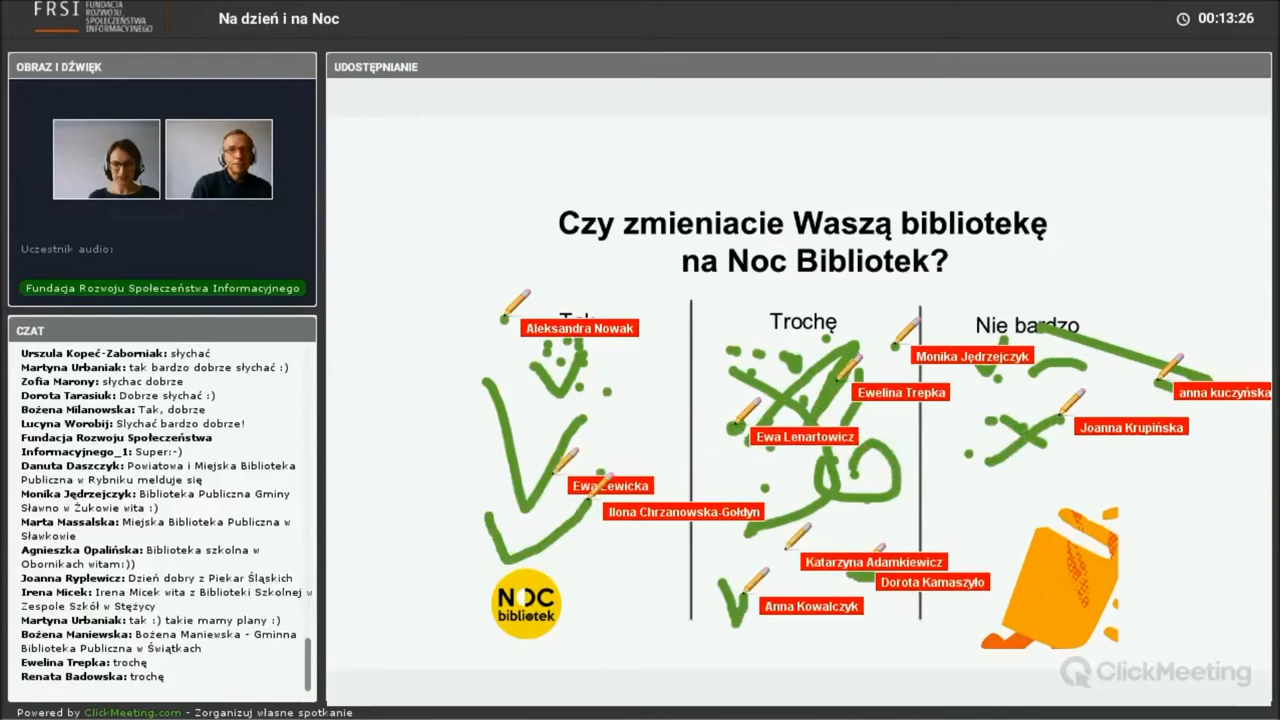 FRSI
FUNDACJA
ROZWOJU
SPOŁECZEŃSTWA
INFORMACYJNEGO
Na dzień i na Noc
00:13:26
OBRAZ I DŹWIĘK
Uczestnik audio:
Fundacja Rozwoju Społeczeństwa Informacyjnego
CZAT
Urszula Kopeć-Zaborniak: słychać
Martyna Urbaniak: tak bardzo dobrze słychać :)
Zofia Marony: słychac dobrze
Dorota Tarasiuk: Dobrze słychać :)
Bożena Milanowska: Tak, dobrze
Lucyna Worobij: Slychać dobrze!
Fundacja Rozwoju Społeczeństwa
Informacyjnego_1: Super:-)
Danuta Daszczyk: Powiatowa i Miejska Biblioteka
Publiczna w Rybniku melduje się
Monika Jędrzejczyk: Biblioteka Publiczna Gminy
Sławno w Żukowie wita :)
Marta Massalska: Miejska Biblioteka Publiczna w
Sławkowie
Agnieszka Opalińska: Biblioteka szkolna w
Obornikach witam:))
Joanna Ryplewicz: Dzień dobry z Piekar Śląskich
Irena Micek: Irena Micek wita z Biblioteki Szkolnej w
Zespole Szkół w Stężycy
Martyna Urbaniak: tak :) takie mamy plany :)
Bożena Maniewska: Bożena Maniewska - Gminna
Biblioteka Publiczna w Świątkach
Ewelina Trepka: trochę
Renata Badowska: trochę
UDOSTĘPNIANIE
Czy zmieniacie Waszą bibliotekę
na Noc Bibliotek?
Trochę
Nie bardzo
Aleksandra Nowak
Monika Jędrzejczyk
Ewelina Trepka
anna kuczyńska
Joanna Krupińska
Ewa Lenartowicz
Ewa Lewicka
Ilona Chrzanowska-Gołdyn
Katarzyna Adamkiewicz
Dorota Kamaszyło
Anna Kowalczyk
NOC
bibliotek
ClickMeeting
Powered by ClickMeeting.com - Zorganizuj własne spotkanie